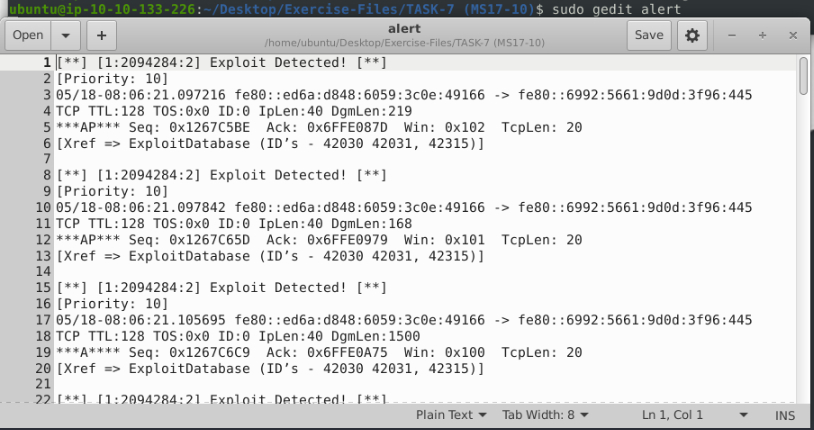 ubuntu@ip-10-10-133-226:~/Desktop/Exercise-Files/TASK-7 (MS17-10)$ sudo gedit alert
Open
+
alert
/home/ubuntu/Desktop/Exercise-Files/TASK-7 (MS17-10)
Save
1 [**] [1:2094284:2] Exploit Detected! [**]
2 [Priority: 10]
3 05/18-08:06:21.097216 fe80::ed6a:d848:6059:3c0e:49166 -> fe80::6992:5661:9d0d:3f96:445
4 TCP TTL:128 TOS:0x0 ID:0 IpLen:40 DgmLen:219
5 ***AP*** Seq: 0x1267C5BE  Ack: 0x6FFE087D  Win: 0x102  TcpLen: 20
6 [Xref => ExploitDatabase (ID’s - 42030 42031, 42315)]
7
8 [**] [1:2094284:2] Exploit Detected! [**]
9 [Priority: 10]
10 05/18-08:06:21.097842 fe80::ed6a:d848:6059:3c0e:49166 -> fe80::6992:5661:9d0d:3f96:445
11 TCP TTL:128 TOS:0x0 ID:0 IpLen:40 DgmLen:168
12 ***AP*** Seq: 0x1267C65D  Ack: 0x6FFE0979  Win: 0x101  TcpLen: 20
13 [Xref => ExploitDatabase (ID’s - 42030 42031, 42315)]
14
15 [**] [1:2094284:2] Exploit Detected! [**]
16 [Priority: 10]
17 05/18-08:06:21.105695 fe80::ed6a:d848:6059:3c0e:49166 -> fe80::6992:5661:9d0d:3f96:445
18 TCP TTL:128 TOS:0x0 ID:0 IpLen:40 DgmLen:1500
19 ***A**** Seq: 0x1267C6C9  Ack: 0x6FFE0A75  Win: 0x100  TcpLen: 20
20 [Xref => ExploitDatabase (ID’s - 42030 42031, 42315)]
21
22 [**] [1:2094284:2] Exploit Detected! [**]
Plain Text
Tab Width: 8
Ln 1, Col 1
INS